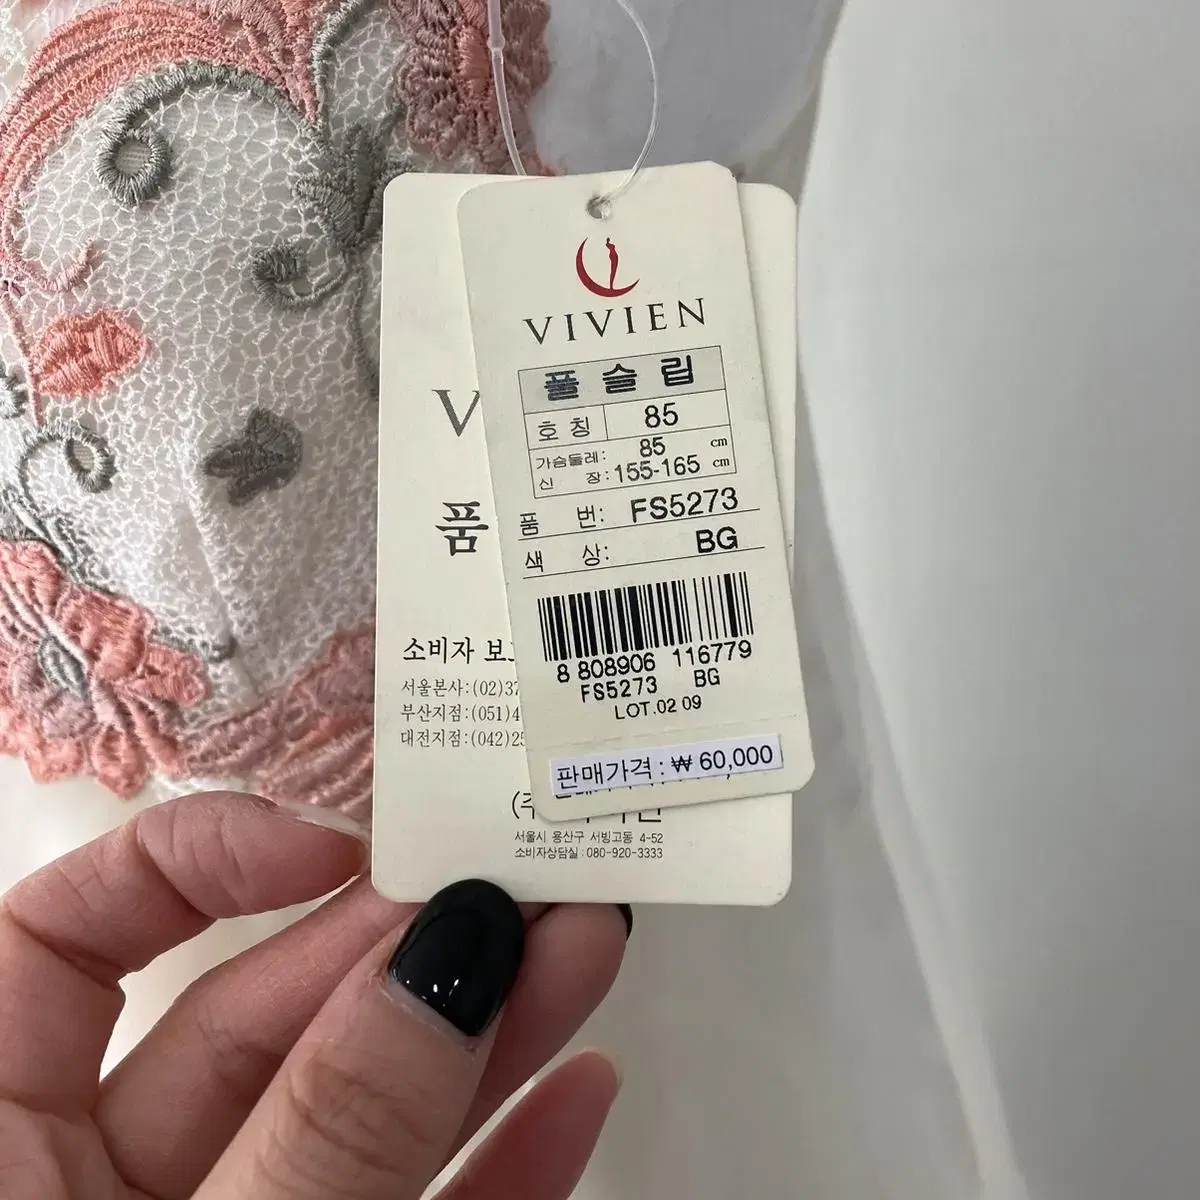 VIVIEN
풀슬립
호칭 85
가슴둘레: 85 cm
신 장: 155-165 cm
품 번: FS5273
색 상: BG
8 808906 116779
FS5273 BG
LOT.02 09
판매가격 : ₩ 60,000
V
품
소비자 보
서울본사:(02)37
부산지점:(051)4
대전지점:(042)25
(주
서울시 용산구 서빙고동 4-52
소비자상담실 : 080-920-3333